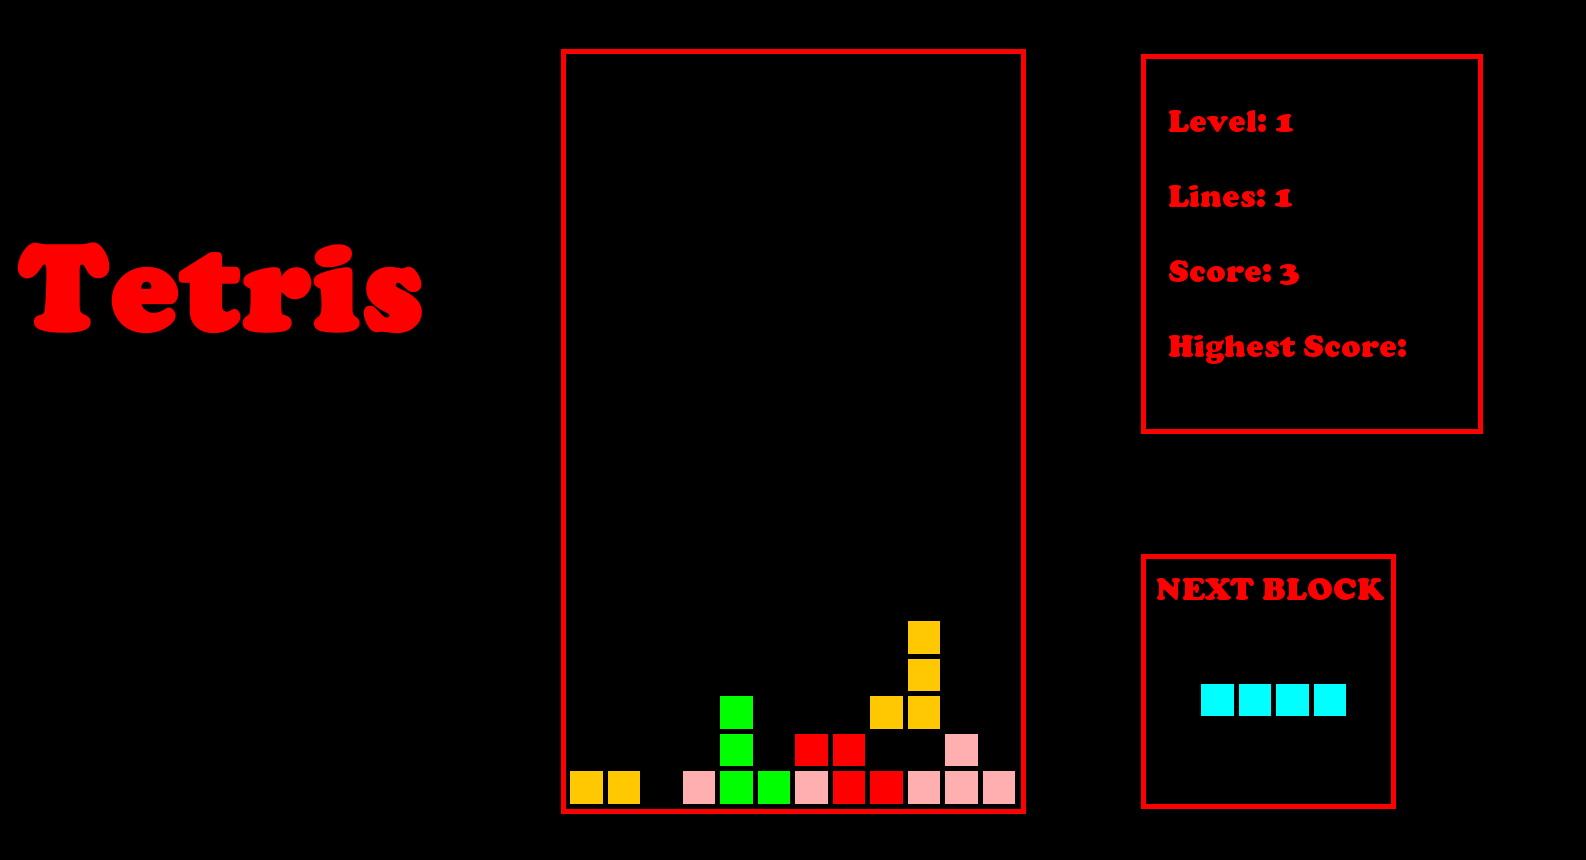 Tetris
Level: 1
Lines: 1
Score: 3
Highest Score:
NEXT BLOCK